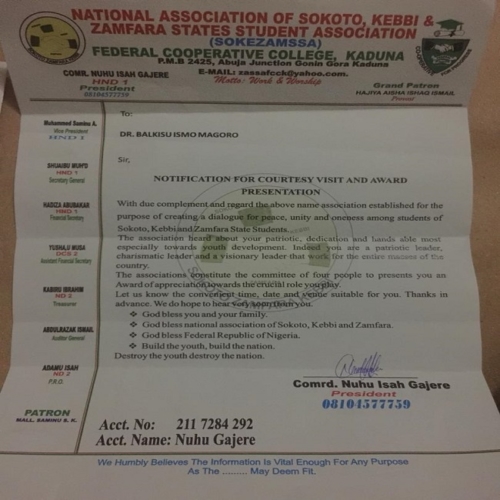 NATIONAL ASSOCIATION OF SOKOTO, KEBBI &
ZAMFARA STATES STUDENT ASSOCIATION
(SOKEZAMSSA)
FEDERAL COOPERATIVE COLLEGE, KADUNA
P.M.B 2425, Abuja Junction Gonin Gora Kaduna
E-MAIL: zassafcck@yahoo.com.
Motto:- Work & Worship
COMR. NUHU ISAH GAJERE
HND 1
President
08104577759
Grand Patron
HAJIYA AISHA ISHAQ ISMAIL
Muhammed Saminu A.
Vice President
HND 1
SHUAIBU
HND 1
Secretary General
HADIZA ABUBAKAR
HND 1
Financial Secretary
MUSA
Assistant Financial Secretary
KABIRU IBRAHIM
ND 2
Treasurer
ABDULRAZAK ISMAIL
Auditor General
ADAMU ISAH
ND 2
P.R.O.
PATRON
MALL. SAMINU S. K.
To:
DR. BALKISU ISMO MAGORO
Sir,
NOTIFICATION FOR COURTESY VISIT AND AWARD
PRESENTATION
With due complement and regard the above name association established for the
purpose of creating a dialogue for peace, unity and oneness among students of
Sokoto, Kebbi and Zamfara State Students.
The association heard about your patriotic, dedication and hands able most
especially towards youth development. Indeed you are a patriotic leader,
charismatic leader and a visionary leader that work for the entire masses of the
country.
The associations constitute the committee of four people to presents you an
Award of appreciation towards the crucial role you play.
Let us know the convenient time, date and venue suitable for you. Thanks in
advance. We do hope to hear very soon from you.
❖ God bless you and your family.
❖ God bless national association of Sokoto, Kebbi and Zamfara.
❖ God bless Federal Republic of Nigeria.
❖ Build the youth, build the nation.
Destroy the youth destroy the nation.
Comrd. Nuhu Isah Gajere
President
08104577759
Acct. No: 211 7284 292
Acct. Name: Nuhu Gajere
We Humbly Believes The Information Is Vital Enough For Any Purpose
As The ......... May Deem Fit.